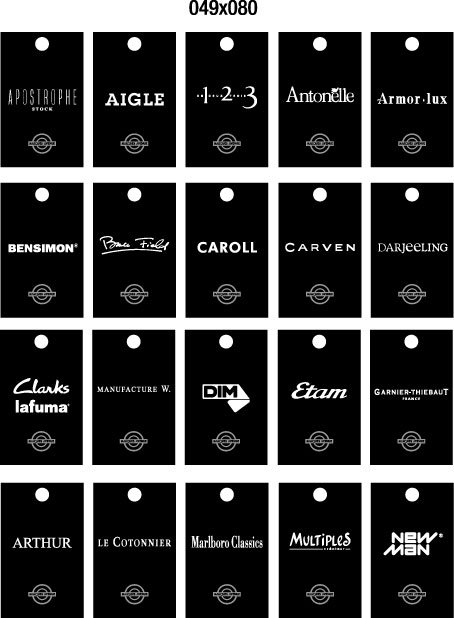 049x080
APOSTROPHE
STOCK
AIGLE
··1··2··3
Antonelle
Armor·lux
BENSIMON®
Bruce Field
CAROLL
CARVEN
DARJEELING
Clarks
lafuma
MANUFACTURE W.
DIM
Etam
GARNIER-THIEBAUT
FRANCE
ARTHUR
LE COTONNIER
Marlboro Classics
MULTIPLES
créateur
NEW
MAN®